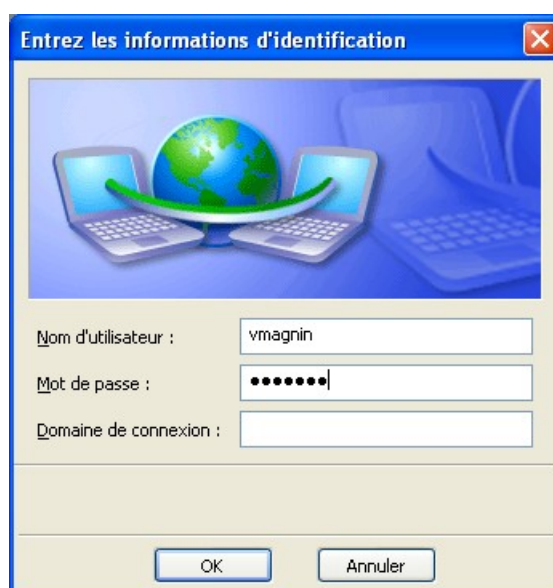 Entrez les informations d'identification
Nom d'utilisateur : vmagnin
Mot de passe : •••••••
Domaine de connexion :
OK Annuler